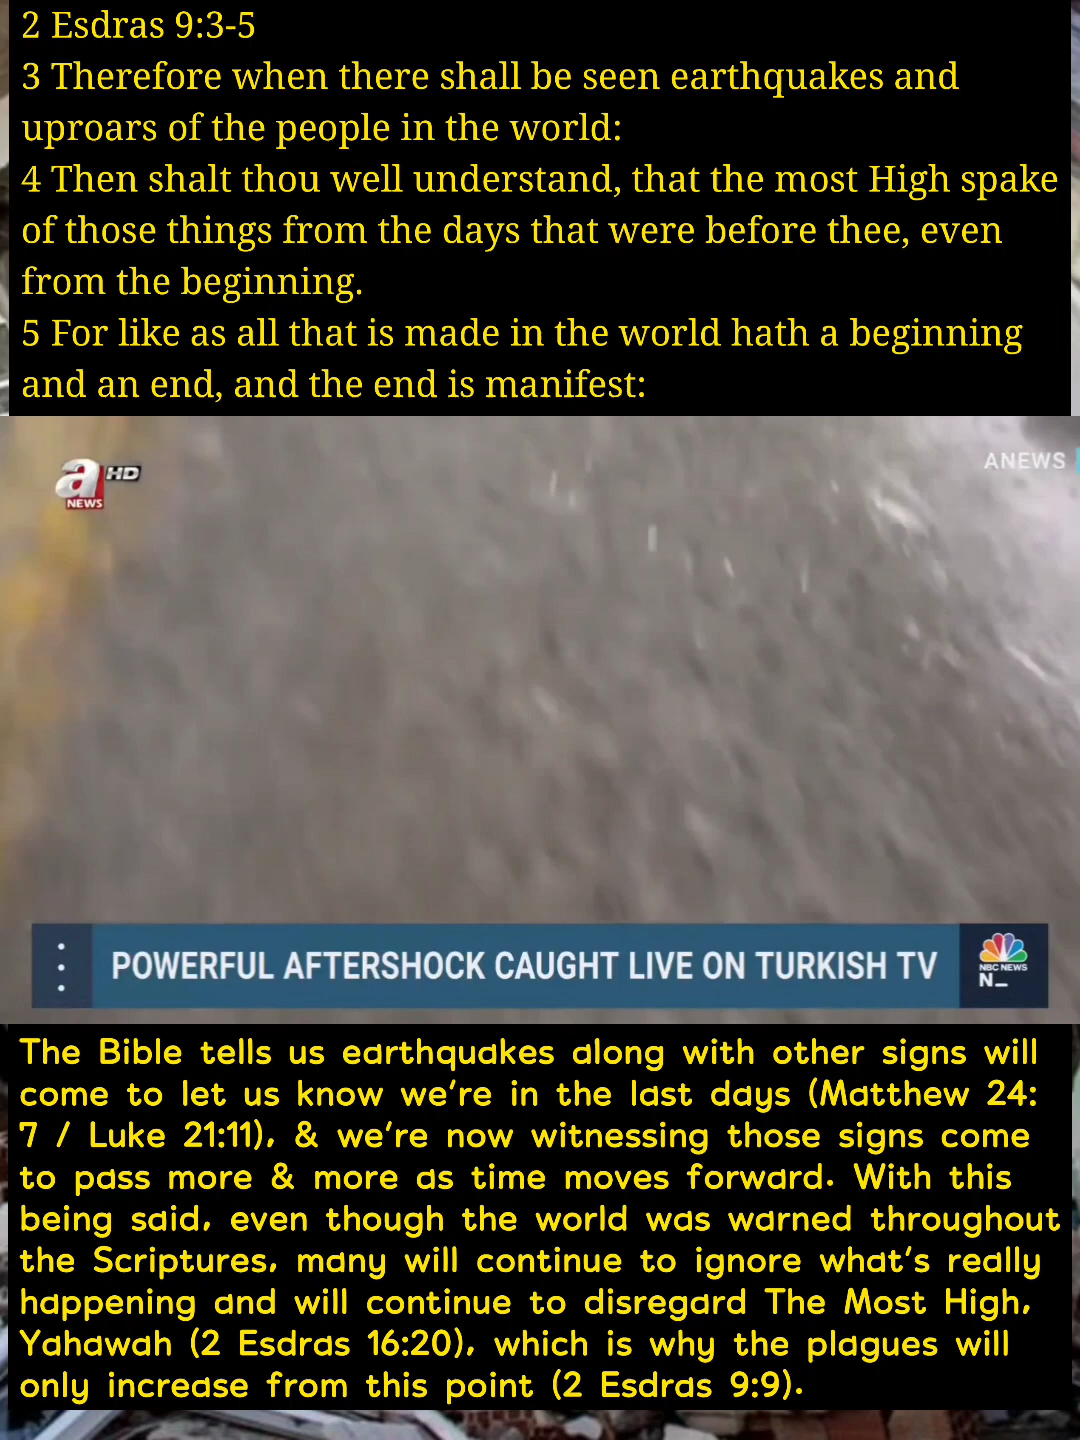 2 Esdras 9:3-5
3 Therefore when there shall be seen earthquakes and
uproars of the people in the world:
4 Then shalt thou well understand, that the most High spake
of those things from the days that were before thee, even
from the beginning.
5 For like as all that is made in the world hath a beginning
and an end, and the end is manifest:
a HD
NEWS
ANEWS
POWERFUL AFTERSHOCK CAUGHT LIVE ON TURKISH TV
NBC NEWS
N_
The Bible tells us earthquakes along with other signs will
come to let us know we're in the last days (Matthew 24:
7 / Luke 21:11), & we're now witnessing those signs come
to pass more & more as time moves forward. With this
being said, even though the world was warned throughout
the Scriptures, many will continue to ignore what's really
happening and will continue to disregard The Most High,
Yahawah (2 Esdras 16:20), which is why the plagues will
only increase from this point (2 Esdras 9:9).